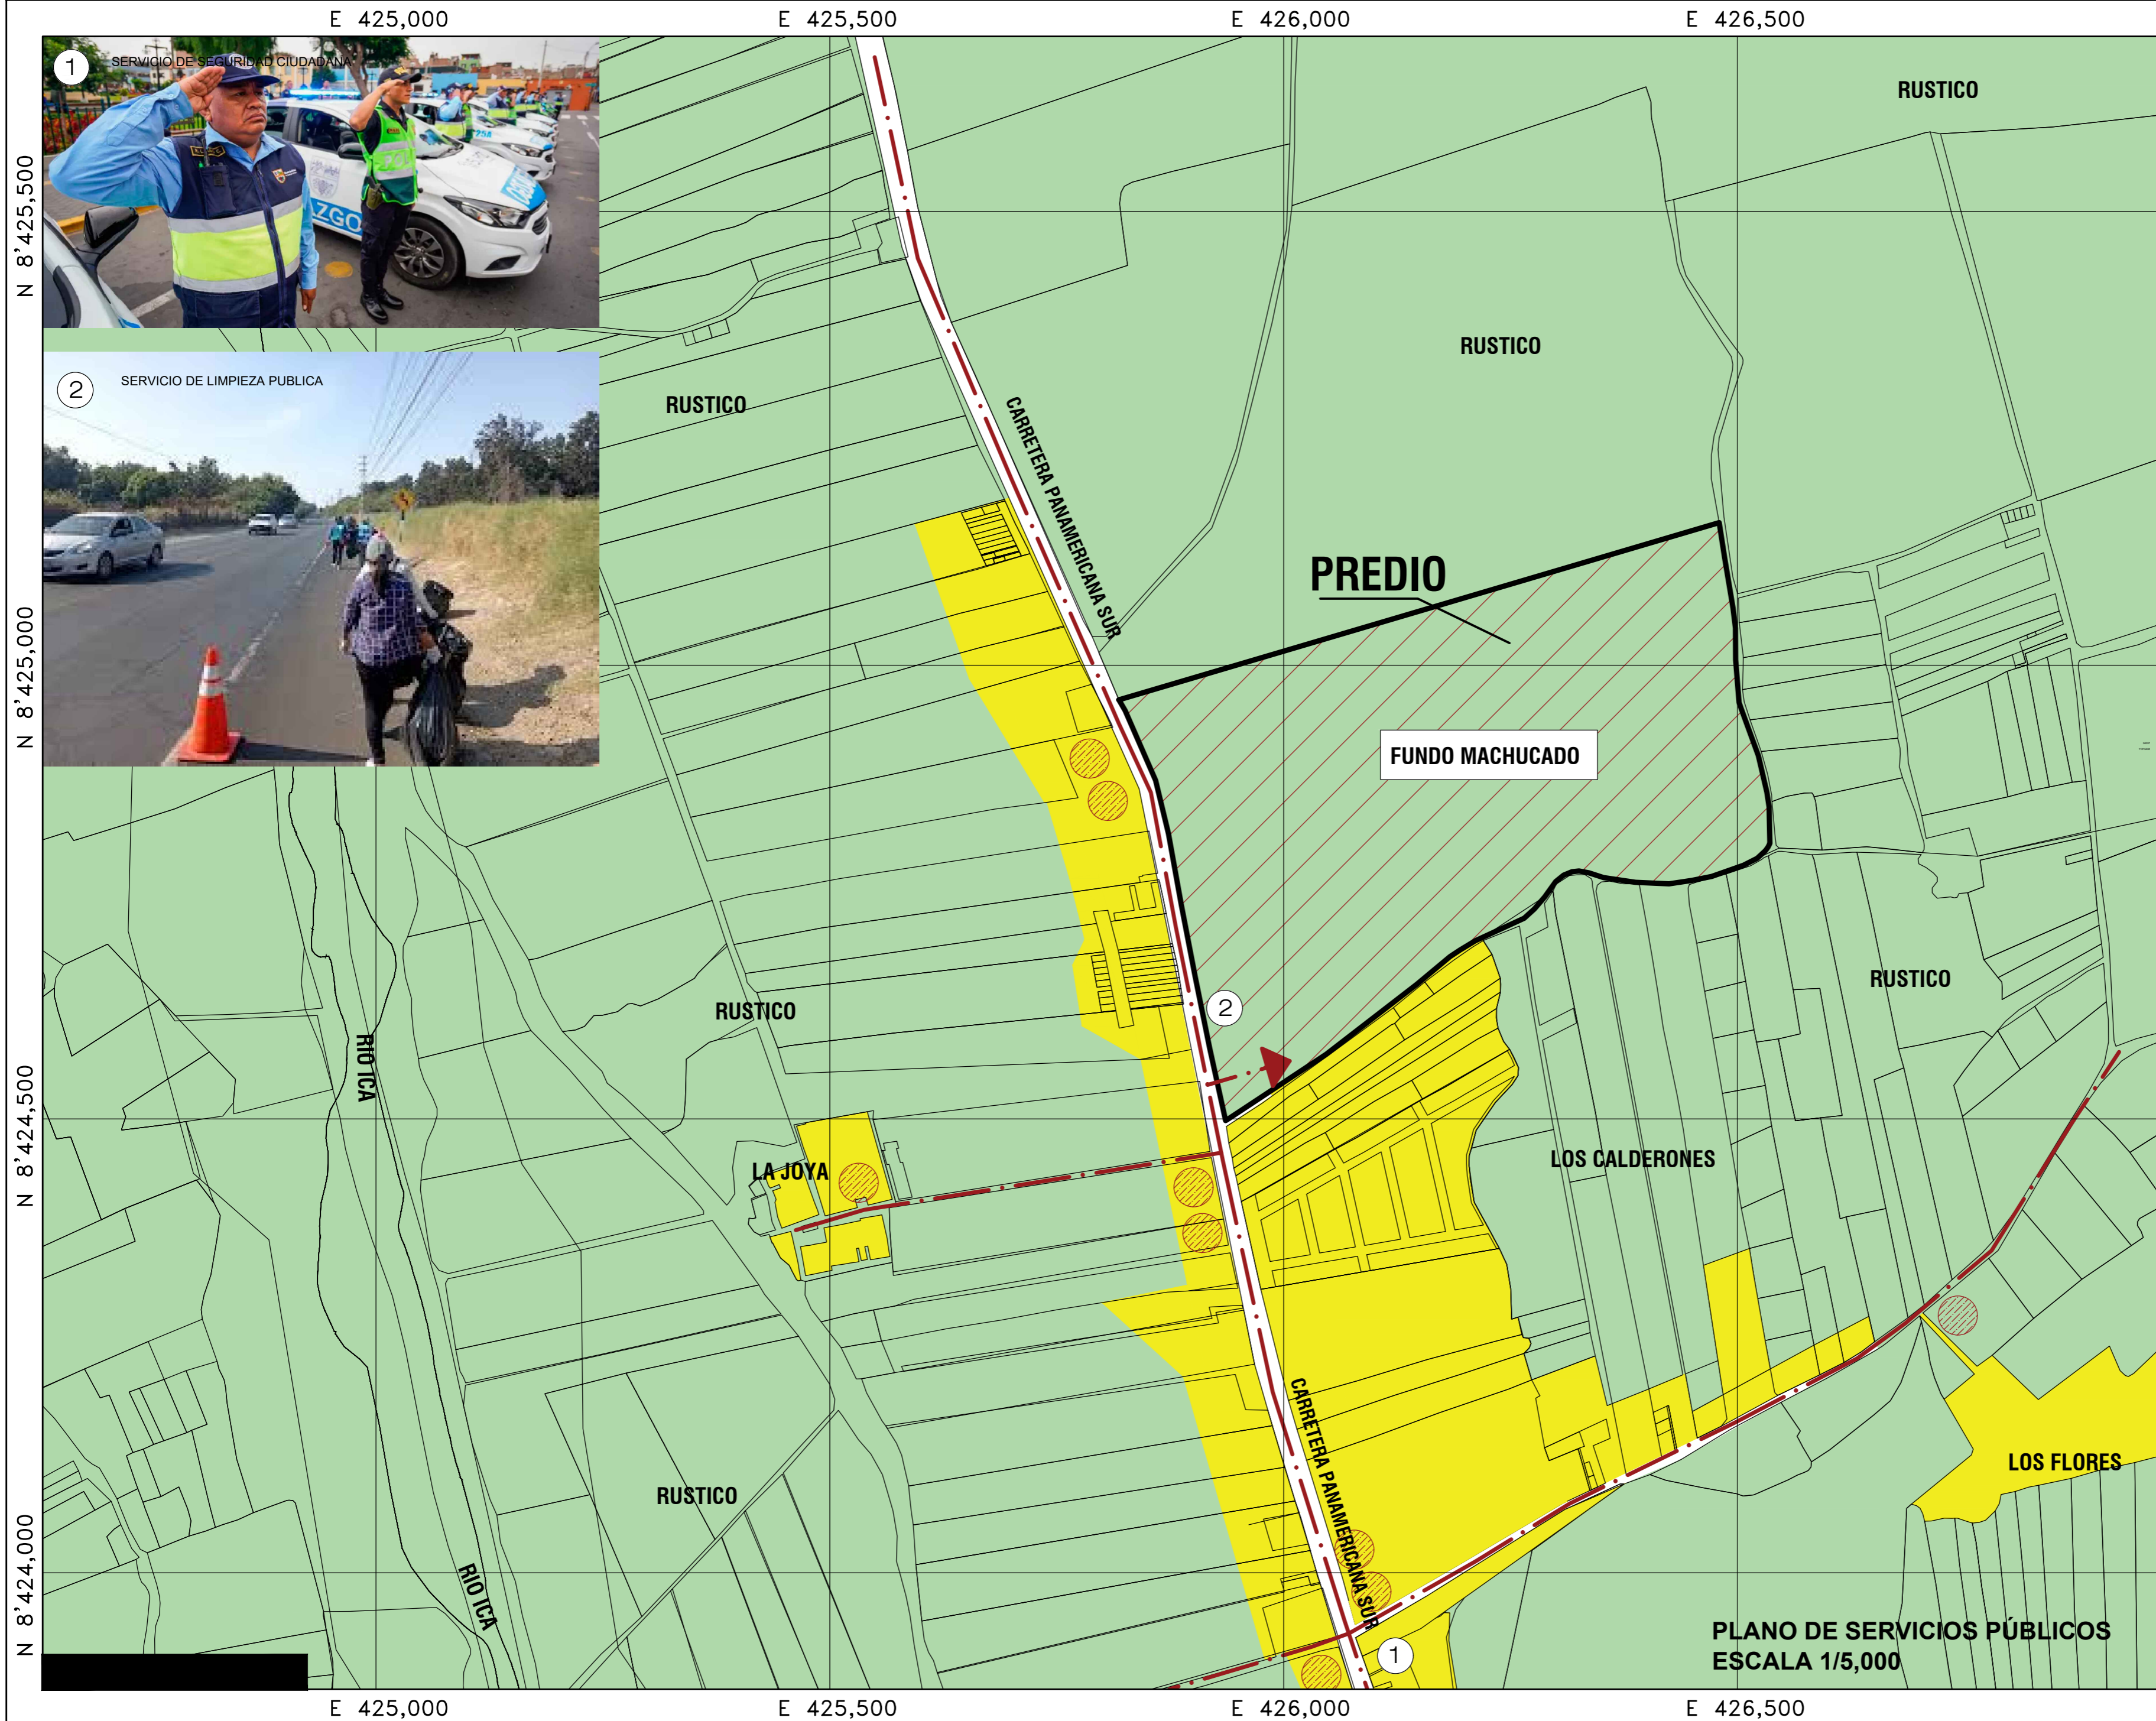 E 425,000
E 425,500
E 426,000
E 426,500
N 8'425,500
N 8'425,000
N 8'424,500
N 8'424,000
1
SERVICIO DE SEGURIDAD CIUDADANA
AZGO
2
SERVICIO DE LIMPIEZA PUBLICA
RUSTICO
RUSTICO
RUSTICO
CARRETERA PANAMERICANA SUR
PREDIO
FUNDO MACHUCADO
RUSTICO
RUSTICO
2
RIO ICA
LA JOYA
LOS CALDERONES
CARRETERA PANAMERICANA SUR
LOS FLORES
RUSTICO
RIO ICA
1
PLANO DE SERVICIOS PÚBLICOS
ESCALA 1/5,000
E 425,000
E 425,500
E 426,000
E 426,500